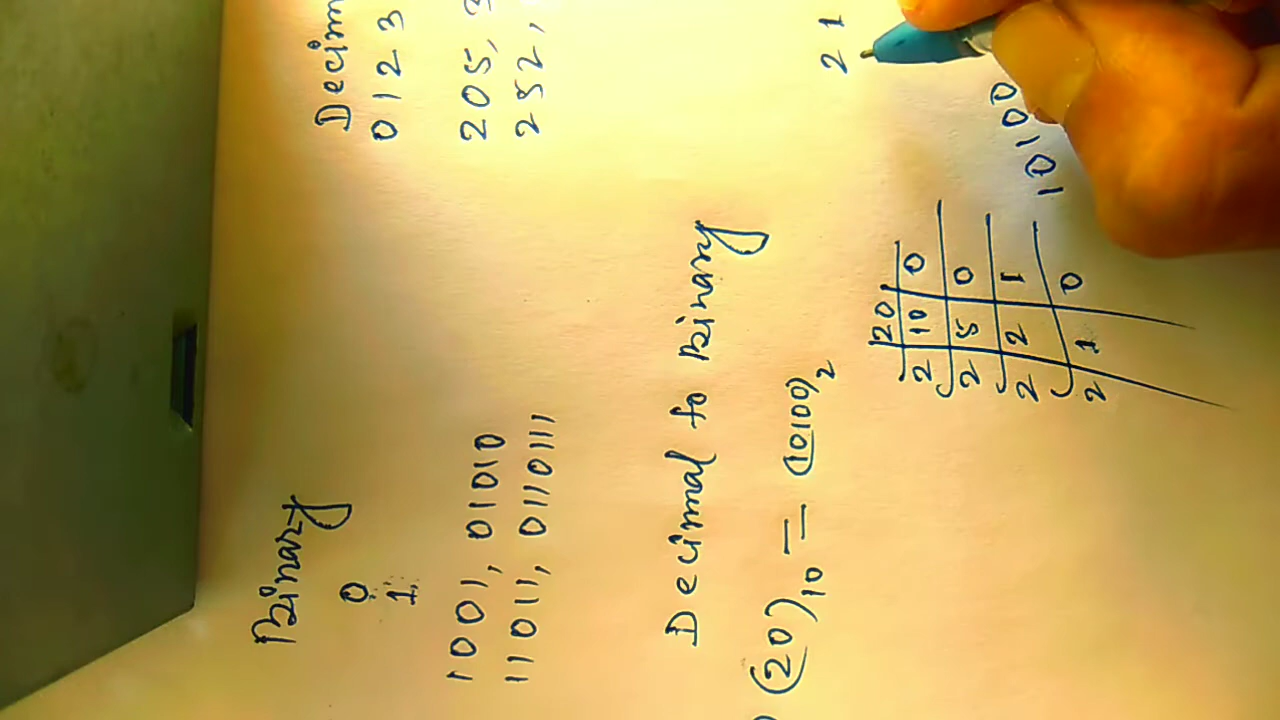 Binary
0
1
1001, 01010
11011, 0110111
Decim
0 1 2 3
205, 3
252,
Decimal to Binary
(20)10 = (10100)2
2 | 20
2 | 10 0
2 | 5 0
2 | 2 1
2 | 1 0
10100
2 1